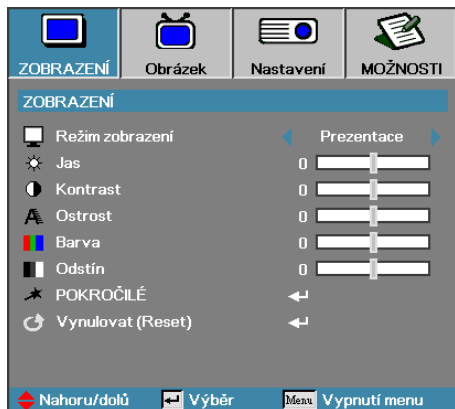 ZOBRAZENÍ Obrázek Nastavení MOŽNOSTI
ZOBRAZENÍ
Režim zobrazení Prezentace
Jas 0
Kontrast 0
Ostrost 0
Barva 0
Odstín 0
POKROČILÉ
Vynulovat (Reset)
Nahoru/dolů Výběr Menu Vypnutí menu